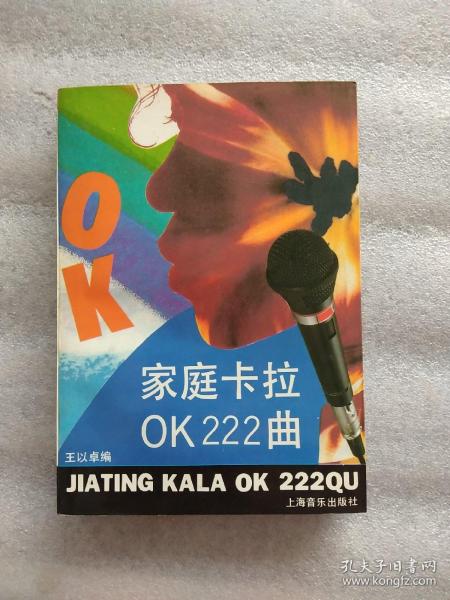 OK
家庭卡拉
OK 222曲
王以卓编
JIATING KALA OK 222QU
上海音乐出版社
孔夫子旧书网
www.kongfz.com